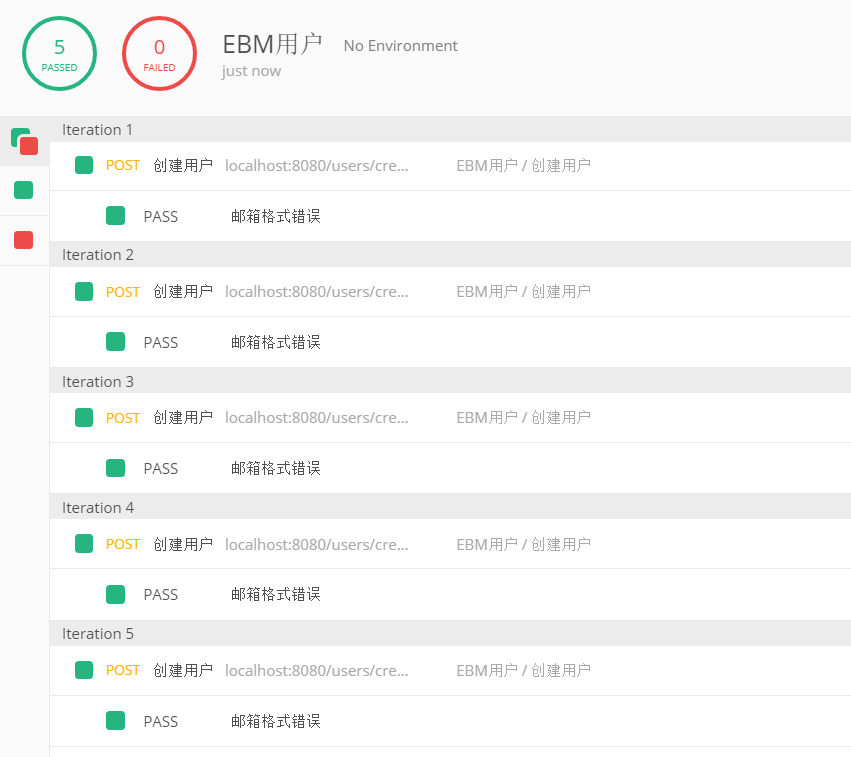 5
PASSED
0
FAILED
EBM用户 No Environment
just now
Iteration 1
POST 创建用户 localhost:8080/users/cre... EBM用户 / 创建用户
PASS 邮箱格式错误
Iteration 2
POST 创建用户 localhost:8080/users/cre... EBM用户 / 创建用户
PASS 邮箱格式错误
Iteration 3
POST 创建用户 localhost:8080/users/cre... EBM用户 / 创建用户
PASS 邮箱格式错误
Iteration 4
POST 创建用户 localhost:8080/users/cre... EBM用户 / 创建用户
PASS 邮箱格式错误
Iteration 5
POST 创建用户 localhost:8080/users/cre... EBM用户 / 创建用户
PASS 邮箱格式错误